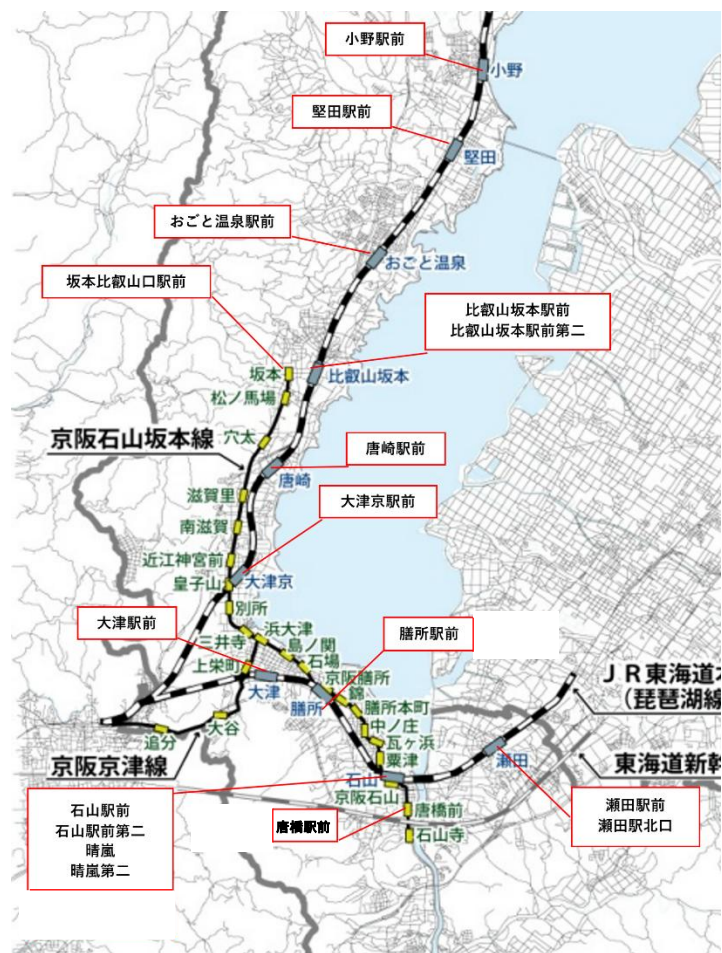 小野駅前
小野
堅田駅前
堅田
おごと温泉駅前
おごと温泉
坂本比叡山口駅前
比叡山坂本駅前
比叡山坂本駅前第二
坂本
比叡山坂本
松ノ馬場
京阪石山坂本線
穴太
唐崎駅前
唐崎
滋賀里
大津京駅前
南滋賀
近江神宮前
皇子山
大津京
別所
大津駅前
浜大津
膳所駅前
三井寺
島ノ関
石場
上栄町
京阪膳所
大津
錦
膳所
膳所本町
JR東海道本
(琵琶湖線
中ノ庄
追分
大谷
瓦ヶ浜
粟津
瀬田
京阪京津線
東海道新幹
石山
京阪石山
石山駅前
石山駅前第二
晴嵐
晴嵐第二
唐橋駅前
唐橋前
瀬田駅前
瀬田駅北口
石山寺